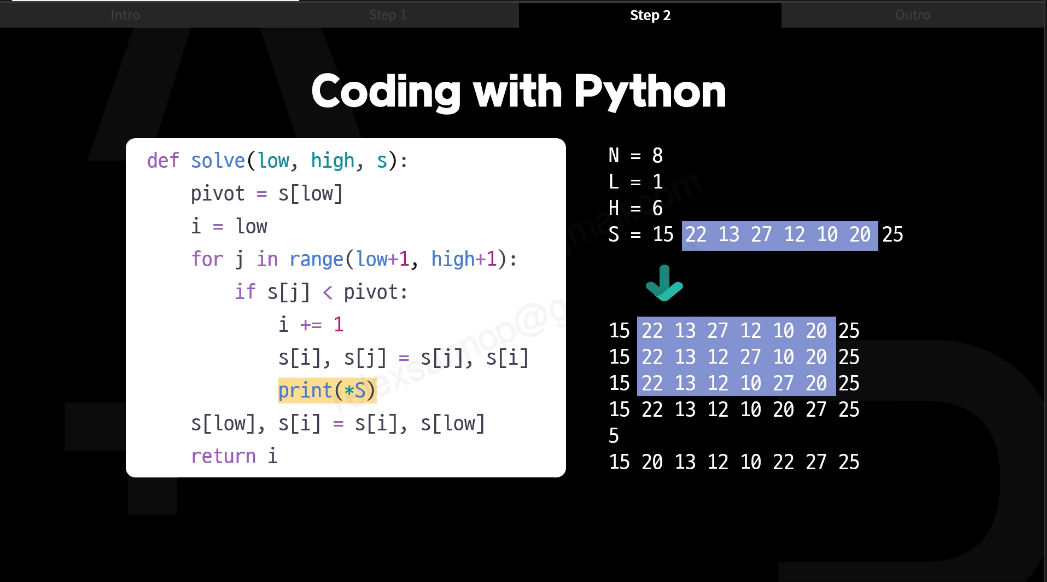 Intro Step 1 Step 2 Outro
Coding with Python
def solve(low, high, s):
pivot = s[low]
i = low
for j in range(low+1, high+1):
if s[j] < pivot:
i += 1
s[i], s[j] = s[j], s[i]
print(*S)
s[low], s[i] = s[i], s[low]
return i
N = 8
L = 1
H = 6
S = 15 22 13 27 12 10 20 25
15 22 13 27 12 10 20 25
15 22 13 12 27 10 20 25
15 22 13 12 10 27 20 25
15 22 13 12 10 20 27 25
5
15 20 13 12 10 22 27 25